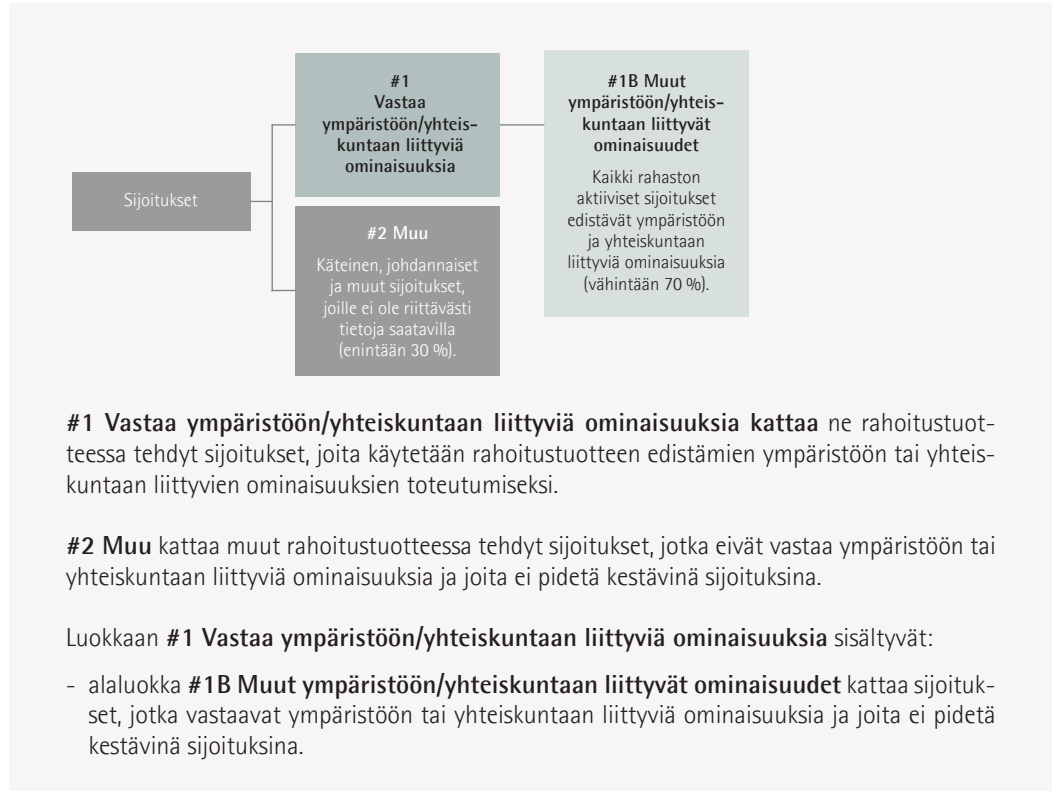 #1
Vastaa
ympäristöön/yhteis-
kuntaan liittyviä
ominaisuuksia
#1B Muut
ympäristöön/yhteis-
kuntaan liittyvät
ominaisuudet
Kaikki rahaston
aktiiviset sijoitukset
edistävät ympäristöön
ja yhteiskuntaan
liittyviä ominaisuuksia
(vähintään 70 %).
Sijoitukset
#2 Muu
Käteinen, johdannaiset
ja muut sijoitukset,
joille ei ole riittävästi
tietoja saatavilla
(enintään 30 %).
#1 Vastaa ympäristöön/yhteiskuntaan liittyviä ominaisuuksia kattaa ne rahoitustuot-
teessa tehdyt sijoitukset, joita käytetään rahoitustuotteen edistämien ympäristöön tai yhteis-
kuntaan liittyvien ominaisuuksien toteutumiseksi.
#2 Muu kattaa muut rahoitustuotteessa tehdyt sijoitukset, jotka eivät vastaa ympäristöön tai
yhteiskuntaan liittyviä ominaisuuksia ja joita ei pidetä kestävinä sijoituksina.
Luokkaan #1 Vastaa ympäristöön/yhteiskuntaan liittyviä ominaisuuksia sisältyvät:
- alaluokka #1B Muut ympäristöön/yhteiskuntaan liittyvät ominaisuudet kattaa sijoituk-
set, jotka vastaavat ympäristöön tai yhteiskuntaan liittyviä ominaisuuksia ja joita ei pidetä
kestävinä sijoituksina.